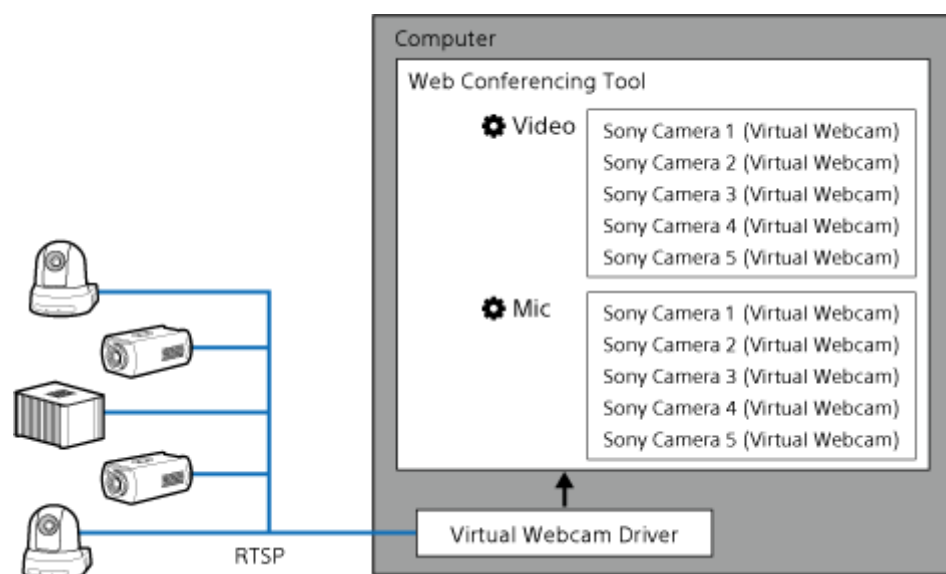 Computer
Web Conferencing Tool
Video
Sony Camera 1 (Virtual Webcam)
Sony Camera 2 (Virtual Webcam)
Sony Camera 3 (Virtual Webcam)
Sony Camera 4 (Virtual Webcam)
Sony Camera 5 (Virtual Webcam)
Mic
Sony Camera 1 (Virtual Webcam)
Sony Camera 2 (Virtual Webcam)
Sony Camera 3 (Virtual Webcam)
Sony Camera 4 (Virtual Webcam)
Sony Camera 5 (Virtual Webcam)
Virtual Webcam Driver
RTSP